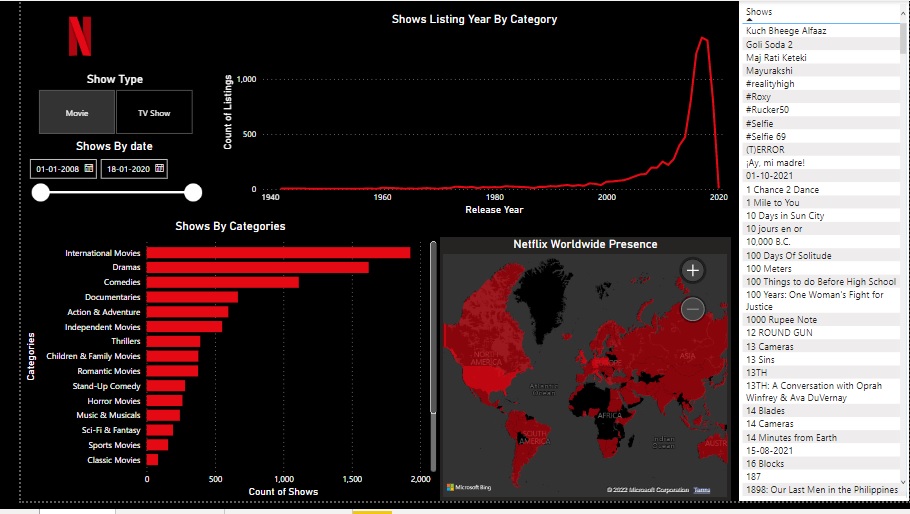 N
Show Type
Movie
TV Show
Shows By date
01-01-2008
18-01-2020
Shows Listing Year By Category
Count of Listings
1,000
500
0
1940
1960
1980
2000
2020
Release Year
Shows By Categories
Categories
International Movies
Dramas
Comedies
Documentaries
Action & Adventure
Independent Movies
Thrillers
Children & Family Movies
Romantic Movies
Stand-Up Comedy
Horror Movies
Music & Musicals
Sci-Fi & Fantasy
Sports Movies
Classic Movies
0
500
1,000
1,500
2,000
Count of Shows
Netflix Worldwide Presence
NORTH
AMERICA
ASIA
Atlantic
Ocean
AFRICA
SOUTH
AMERICA
Indian
Ocean
AUSTR
Microsoft Bing
© 2022 Microsoft Corporation
Terms
Shows
Kuch Bheege Alfaaz
Goli Soda 2
Maj Rati Keteki
Mayurakshi
#realityhigh
#Roxy
#Rucker50
#Selfie
#Selfie 69
(T)ERROR
¡Ay, mi madre!
01-10-2021
1 Chance 2 Dance
1 Mile to You
10 Days in Sun City
10 jours en or
10,000 B.C.
100 Days Of Solitude
100 Meters
100 Things to do Before High School
100 Years: One Woman's Fight for
Justice
1000 Rupee Note
12 ROUND GUN
13 Cameras
13 Sins
13TH
13TH: A Conversation with Oprah
Winfrey & Ava DuVernay
14 Blades
14 Cameras
14 Minutes from Earth
15-08-2021
16 Blocks
187
1898: Our Last Men in the Philippines